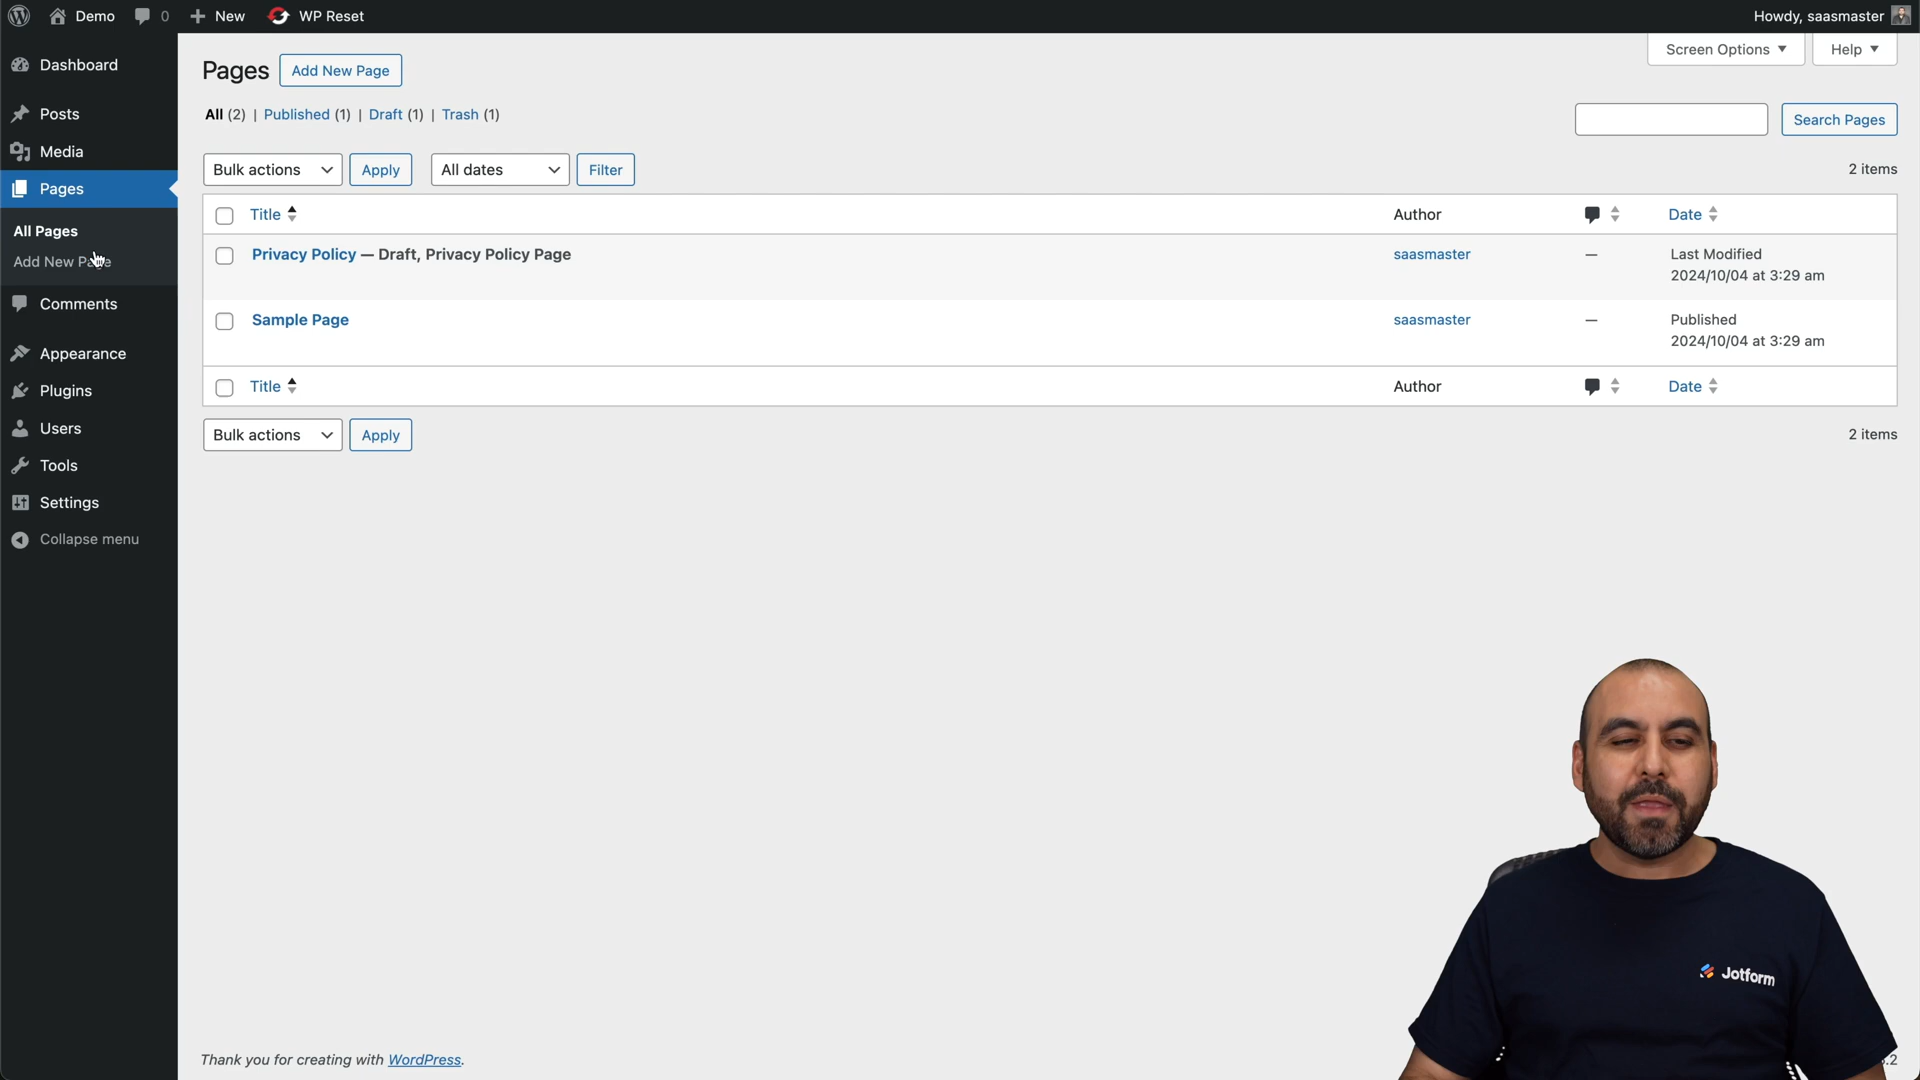 Demo 0 New WP Reset Howdy, saasmaster
Screen Options Help
Dashboard
Posts
Media
Pages
All Pages
Add New Page
Comments
Appearance
Plugins
Users
Tools
Settings
Collapse menu
Pages Add New Page
All (2) | Published (1) | Draft (1) | Trash (1)
Search Pages
Bulk actions Apply All dates Filter 2 items
Title Author Date
Privacy Policy — Draft, Privacy Policy Page saasmaster — Last Modified
2024/10/04 at 3:29 am
Sample Page saasmaster — Published
2024/10/04 at 3:29 am
Title Author Date
Bulk actions Apply 2 items
Jotform
Thank you for creating with WordPress.